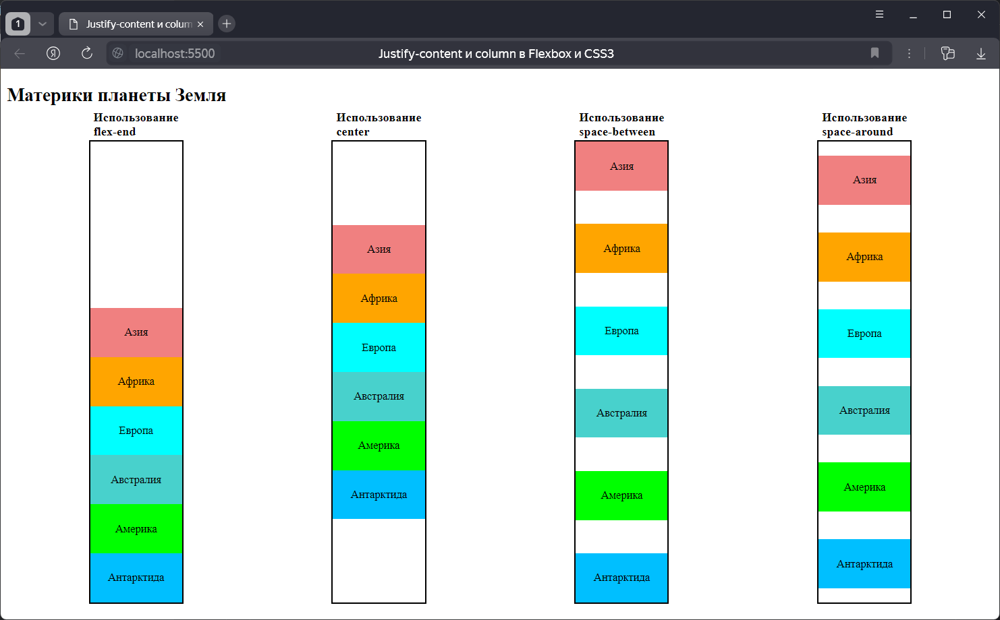 1
Justify-content и colum
Я
localhost:5500
Justify-content и column в Flexbox и CSS3
Материки планеты Земля
Использование
flex-end
Азия
Африка
Европа
Австралия
Америка
Антарктида
Использование
center
Азия
Африка
Европа
Австралия
Америка
Антарктида
Использование
space-between
Азия
Африка
Европа
Австралия
Америка
Антарктида
Использование
space-around
Азия
Африка
Европа
Австралия
Америка
Антарктида